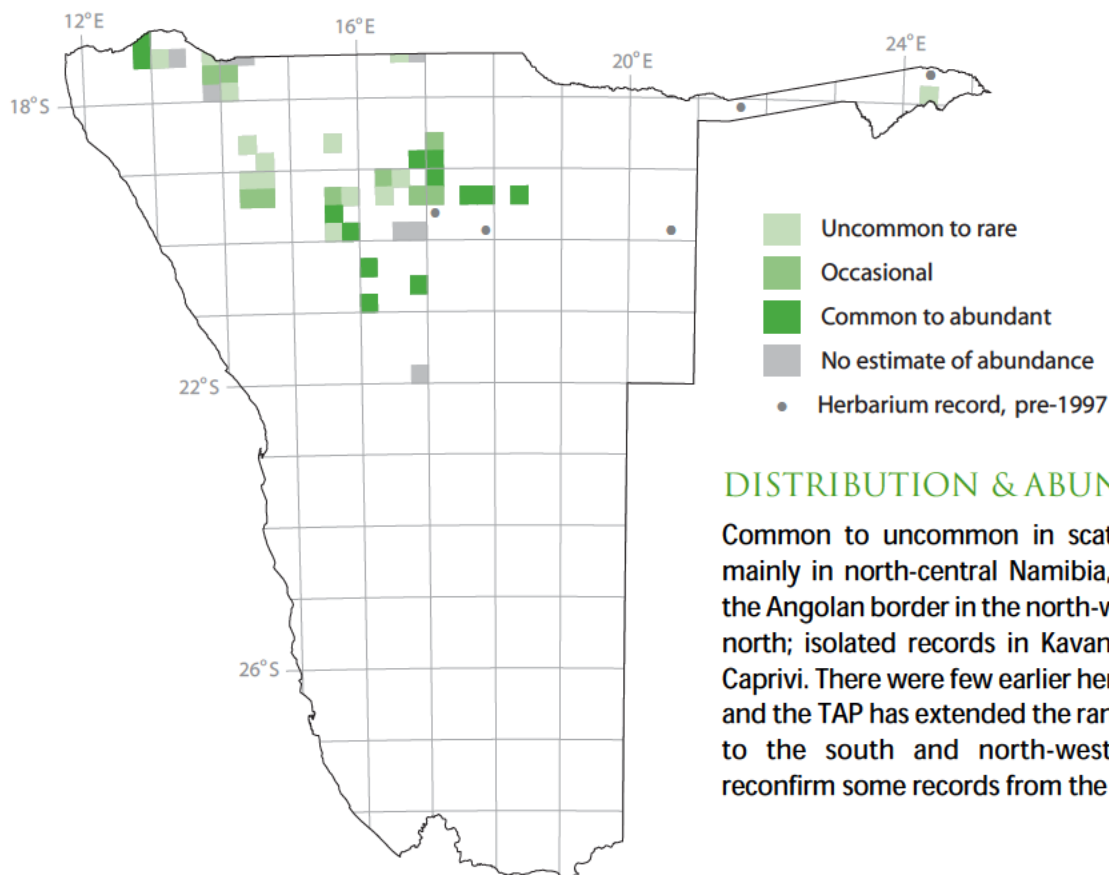 12°E
16°E
20°E
24°E
18°S
22°S
26°S
Uncommon to rare
Occasional
Common to abundant
No estimate of abundance
Herbarium record, pre-1997
DISTRIBUTION & ABUN
Common to uncommon in scat
mainly in north-central Namibia,
the Angolan border in the north-w
north; isolated records in Kavan
Caprivi. There were few earlier her
and the TAP has extended the ran
to the south and north-west
reconfirm some records from the